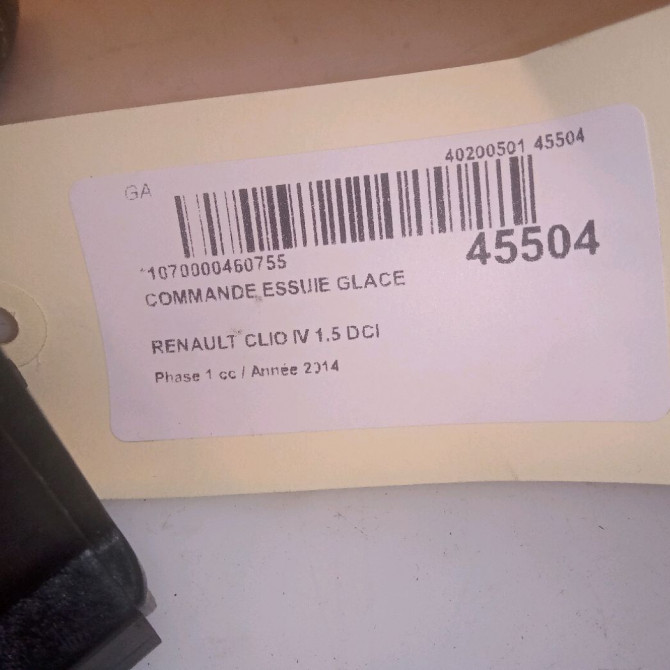 GA
40200501 45504
45504
*1070000460755
COMMANDE ESSUIE GLACE
RENAULT CLIO IV 1.5 DCI
Phase 1 cc / Année 2014